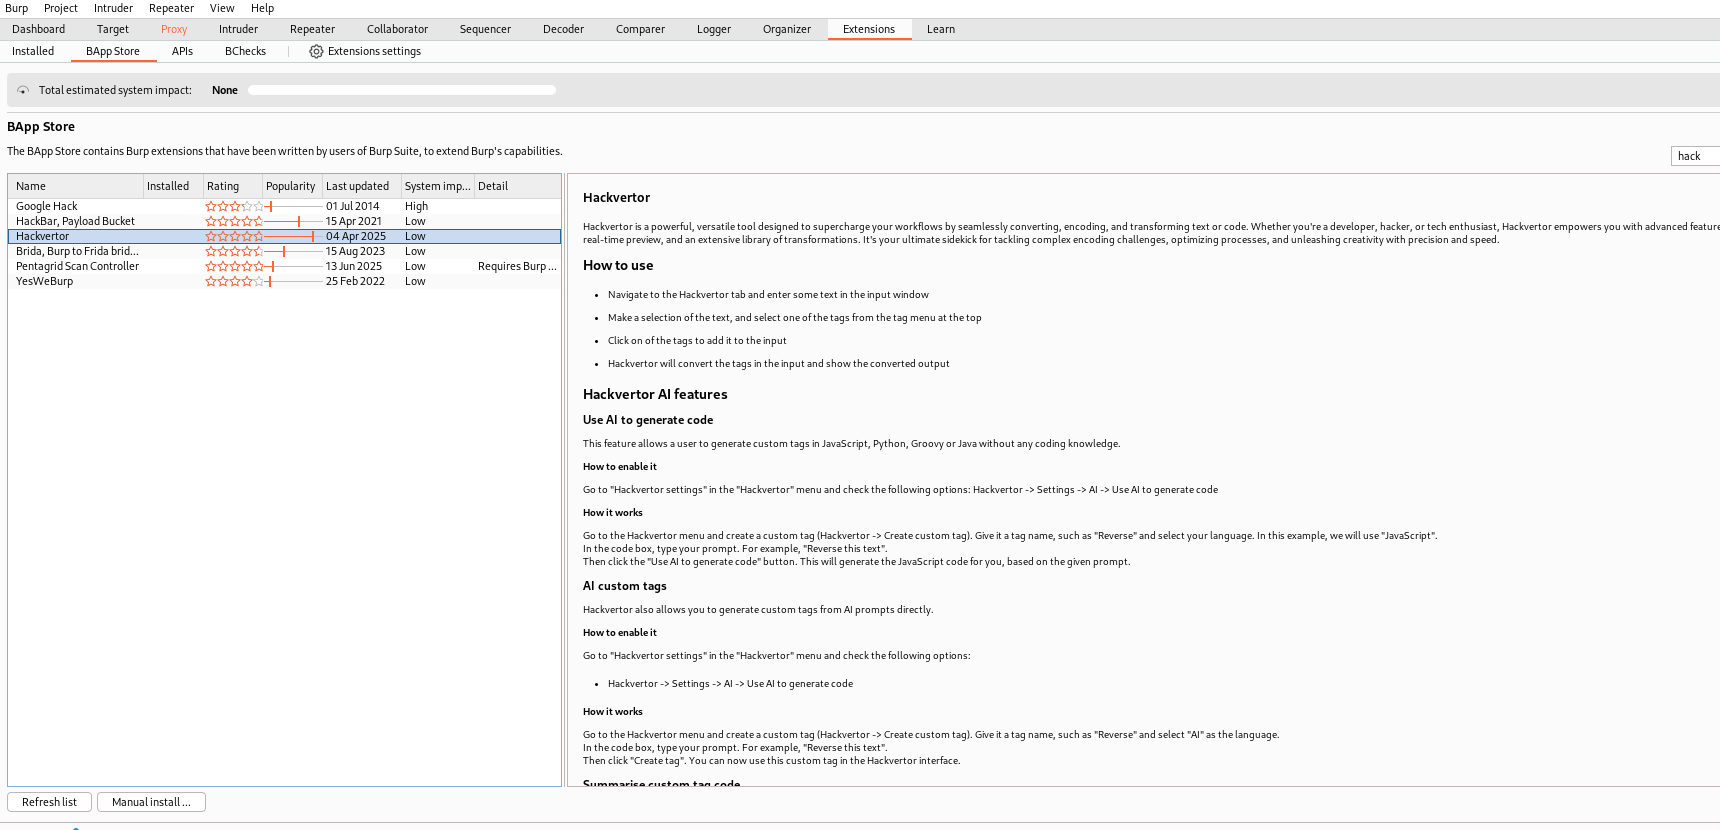 Burp Project Intruder Repeater View Help
Dashboard Target Proxy Intruder Repeater Collaborator Sequencer Decoder Comparer Logger Organizer Extensions Learn
Installed BApp Store APIs BChecks Extensions settings
Total estimated system impact: None
BApp Store
The BApp Store contains Burp extensions that have been written by users of Burp Suite, to extend Burp's capabilities.
hack
Name Installed Rating Popularity Last updated System imp... Detail
Google Hack 01 Jul 2014 High
HackBar, Payload Bucket 15 Apr 2021 Low
Hackvertor 04 Apr 2025 Low
Brida, Burp to Frida brid... 15 Aug 2023 Low
Pentagrid Scan Controller 13 Jun 2025 Low Requires Burp ...
YesWeBurp 25 Feb 2022 Low
Hackvertor
Hackvertor is a powerful, versatile tool designed to supercharge your workflows by seamlessly converting, encoding, and transforming text or code. Whether you're a developer, hacker, or tech enthusiast, Hackvertor empowers you with advanced feature
real-time preview, and an extensive library of transformations. It's your ultimate sidekick for tackling complex encoding challenges, optimizing processes, and unleashing creativity with precision and speed.
How to use
• Navigate to the Hackvertor tab and enter some text in the input window
• Make a selection of the text, and select one of the tags from the tag menu at the top
• Click on of the tags to add it to the input
• Hackvertor will convert the tags in the input and show the converted output
Hackvertor AI features
Use AI to generate code
This feature allows a user to generate custom tags in JavaScript, Python, Groovy or Java without any coding knowledge.
How to enable it
Go to "Hackvertor settings" in the "Hackvertor" menu and check the following options: Hackvertor -> Settings -> AI -> Use AI to generate code
How it works
Go to the Hackvertor menu and create a custom tag (Hackvertor -> Create custom tag). Give it a tag name, such as "Reverse" and select your language. In this example, we will use "JavaScript".
In the code box, type your prompt. For example, "Reverse this text".
Then click the "Use AI to generate code" button. This will generate the JavaScript code for you, based on the given prompt.
AI custom tags
Hackvertor also allows you to generate custom tags from AI prompts directly.
How to enable it
Go to "Hackvertor settings" in the "Hackvertor" menu and check the following options:
• Hackvertor -> Settings -> AI -> Use AI to generate code
How it works
Go to the Hackvertor menu and create a custom tag (Hackvertor -> Create custom tag). Give it a tag name, such as "Reverse" and select "AI" as the language.
In the code box, type your prompt. For example, "Reverse this text".
Then click "Create tag". You can now use this custom tag in the Hackvertor interface.
Summarise custom tag code
Refresh list Manual install ...